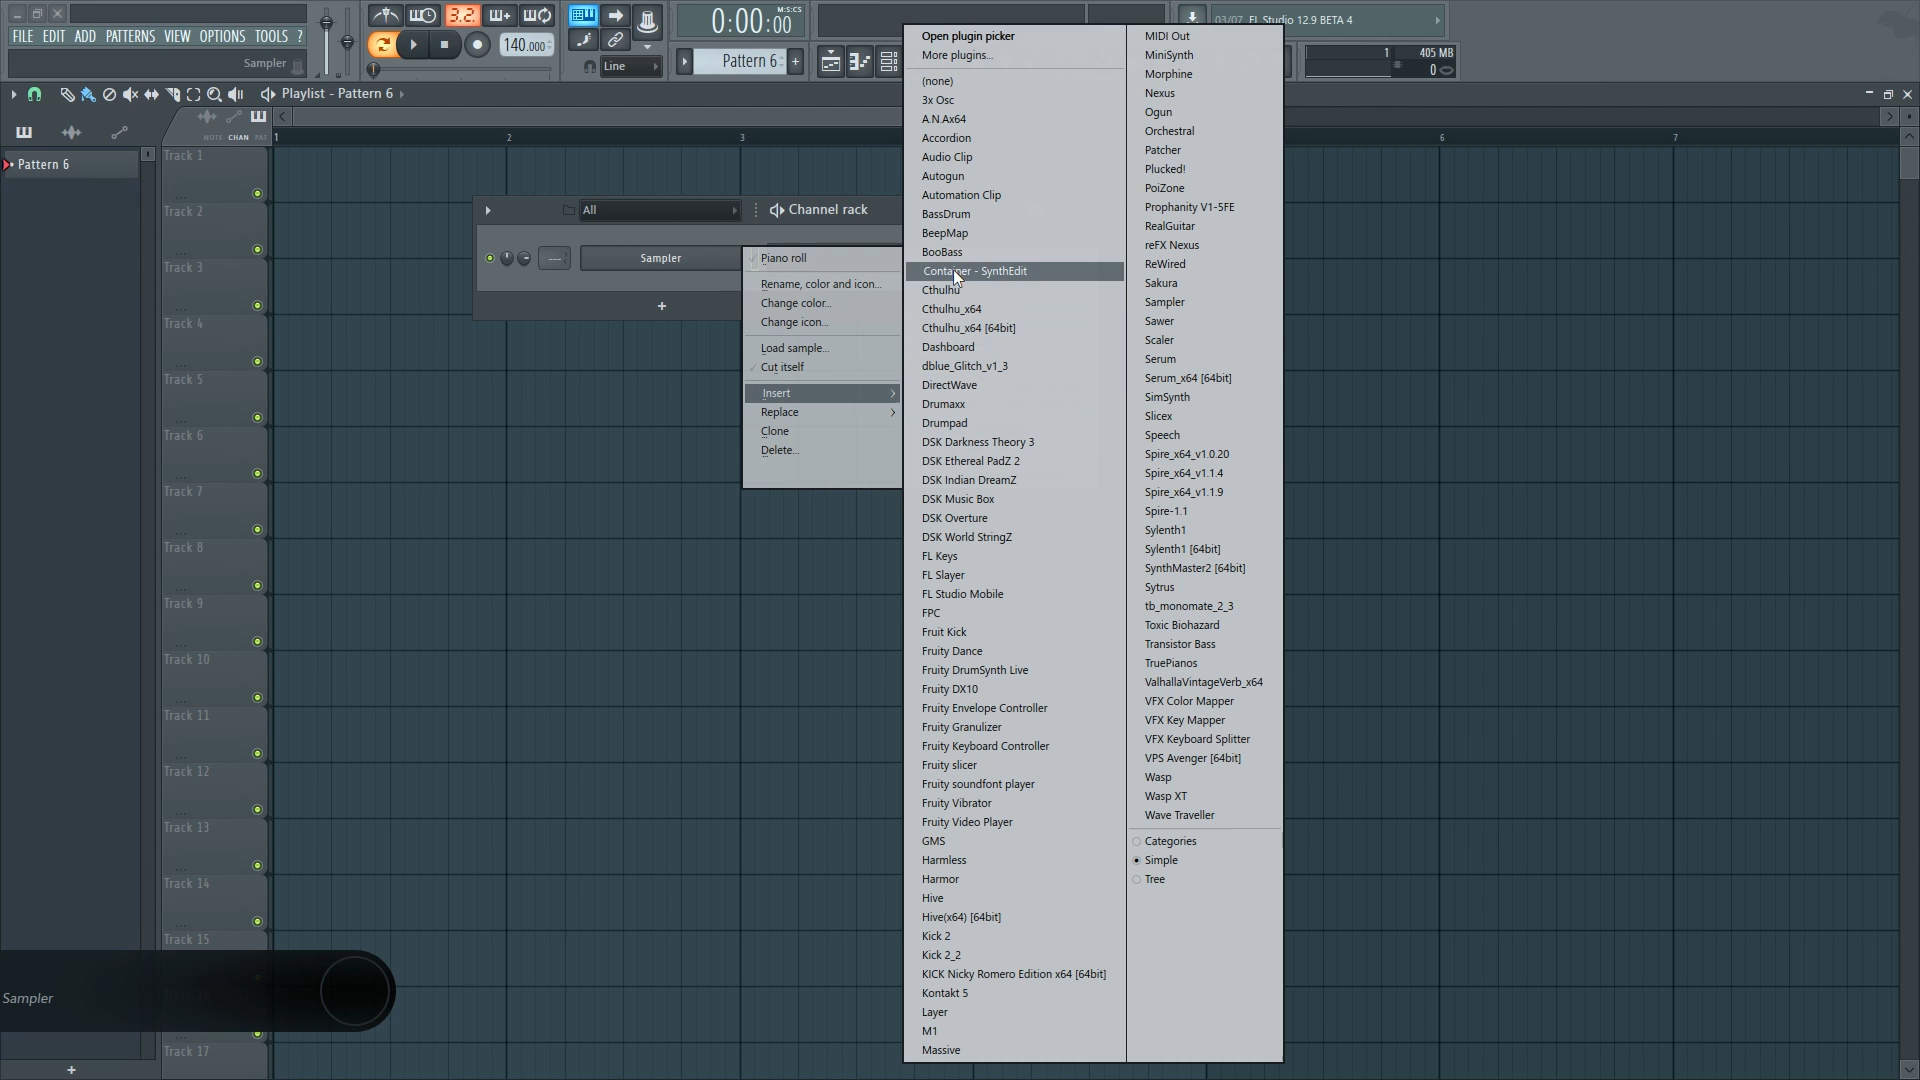 3.2.
0:00:00
M:S:CS
03/07 FL Studio 12.9 BETA 4
FILE EDIT ADD PATTERNS VIEW OPTIONS TOOLS ?
140.000
Sampler
Line
Pattern 6
+
1
405 MB
0
Playlist - Pattern 6
NOTE CHAN PAT
1 2 3 6 7
Pattern 6
Track 1
Track 2
Track 3
Track 4
Track 5
Track 6
Track 7
Track 8
Track 9
Track 10
Track 11
Track 12
Track 13
Track 14
Track 15
Track 17
All
Channel rack
---
Sampler
+
Piano roll
Rename, color and icon...
Change color...
Change icon...
Load sample...
Cut itself
Insert
Replace
Clone
Delete...
Open plugin picker
More plugins...
(none)
3x Osc
A.N.Ax64
Accordion
Audio Clip
Autogun
Automation Clip
BassDrum
BeepMap
BooBass
Container - SynthEdit
Cthulhu
Cthulhu_x64
Cthulhu_x64 [64bit]
Dashboard
dblue_Glitch_v1_3
DirectWave
Drumaxx
Drumpad
DSK Darkness Theory 3
DSK Ethereal PadZ 2
DSK Indian DreamZ
DSK Music Box
DSK Overture
DSK World StringZ
FL Keys
FL Slayer
FL Studio Mobile
FPC
Fruit Kick
Fruity Dance
Fruity DrumSynth Live
Fruity DX10
Fruity Envelope Controller
Fruity Granulizer
Fruity Keyboard Controller
Fruity slicer
Fruity soundfont player
Fruity Vibrator
Fruity Video Player
GMS
Harmless
Harmor
Hive
Hive(x64) [64bit]
Kick 2
Kick 2_2
KICK Nicky Romero Edition x64 [64bit]
Kontakt 5
Layer
M1
Massive
MIDI Out
MiniSynth
Morphine
Nexus
Ogun
Orchestral
Patcher
Plucked!
PoiZone
Prophanity V1-5FE
RealGuitar
reFX Nexus
ReWired
Sakura
Sampler
Sawer
Scaler
Serum
Serum_x64 [64bit]
SimSynth
Slicex
Speech
Spire_x64_v1.0.20
Spire_x64_v1.1.4
Spire_x64_v1.1.9
Spire-1.1
Sylenth1
Sylenth1 [64bit]
SynthMaster2 [64bit]
Sytrus
tb_monomate_2_3
Toxic Biohazard
Transistor Bass
TruePianos
ValhallaVintageVerb_x64
VFX Color Mapper
VFX Key Mapper
VFX Keyboard Splitter
VPS Avenger [64bit]
Wasp
Wasp XT
Wave Traveller
Categories
Simple
Tree
Sampler
+